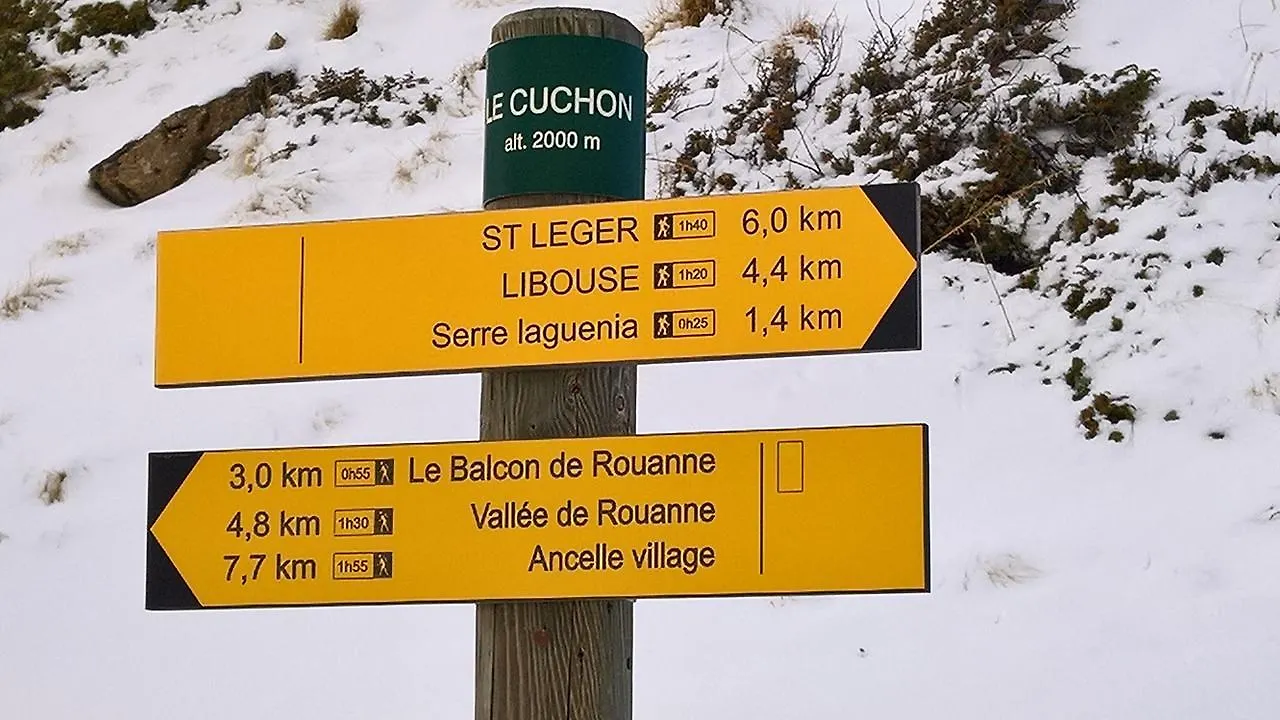 LE CUCHON
alt. 2000 m
ST LEGER 1h40 6,0 km
LIBOUSE 1h20 4,4 km
Serre laguenia 0h25 1,4 km
3,0 km 0h55 Le Balcon de Rouanne
4,8 km 1h30 Vallée de Rouanne
7,7 km 1h55 Ancelle village